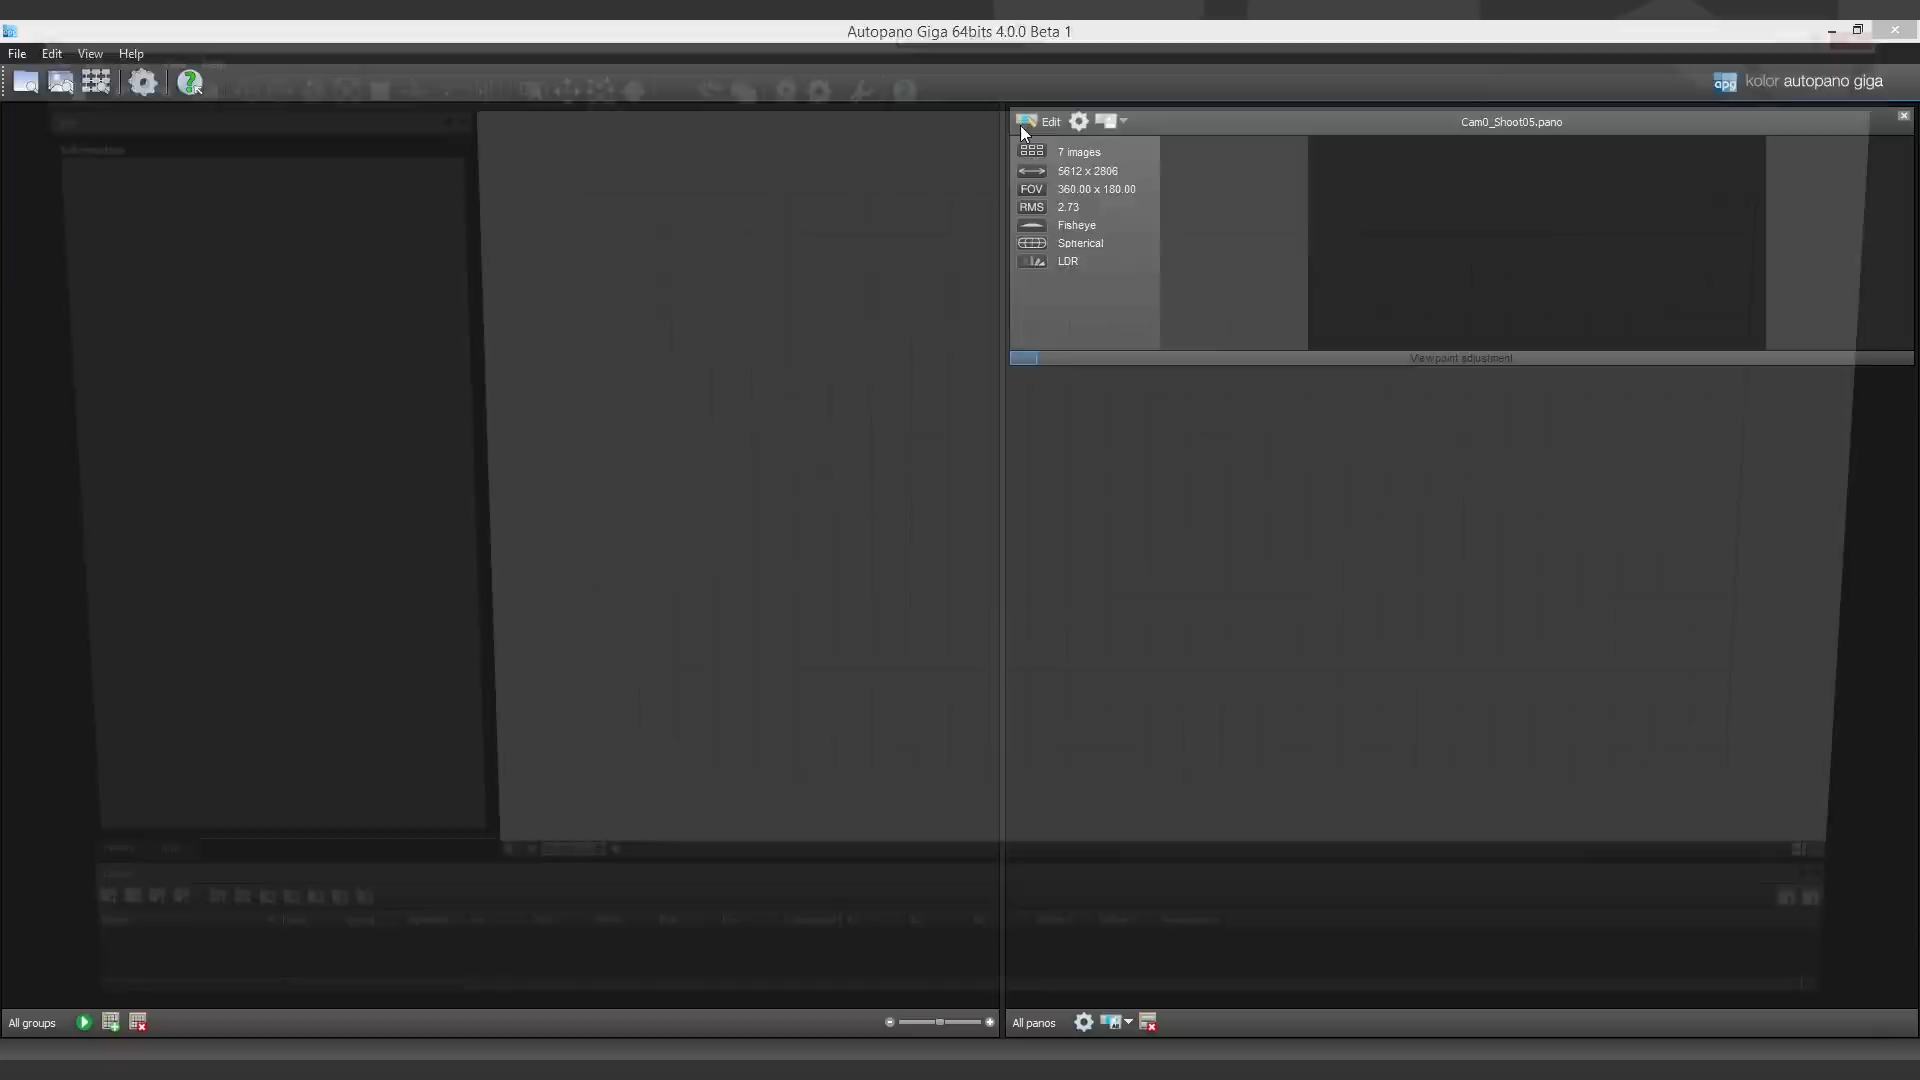 Autopano Giga 64bits 4.0.0 Beta 1
File Edit View Help
apg kolor autopano giga
Edit
Cam0_Shoot05.pano
7 images
5612 x 2806
FOV 360.00 x 180.00
RMS 2.73
Fisheye
Spherical
LDR
Viewpoint adjustment
All groups
All panos